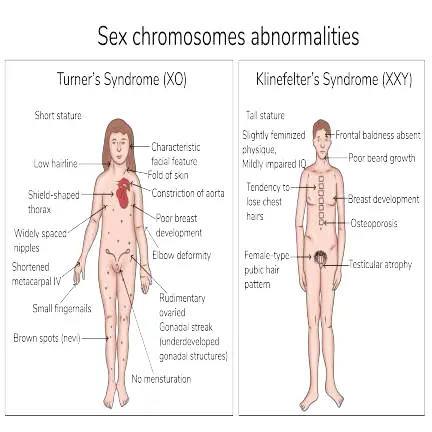 Sex chromosomes abnormalities
Turner's Syndrome (XO)
Short stature
Low hairline
Shield-shaped
thorax
Widely spaced
nipples
Shortened
metacarpal IV
Small fingernails
Brown spots (nevi)
Characteristic
facial feature
Fold of skin
Constriction of aorta
Poor breast
development
Elbow deformity
Rudimentary
ovaried
Gonadal streak
(underdeveloped
gonadal structures)
No mensturation
Klinefelter's Syndrome (XXY)
Tall stature
Slightly feminized
physique,
Mildly impaired IQ
Tendency to
lose chest
hairs
Female-type
pubic hair
pattern
Frontal baldness absent
Poor beard growth
Breast development
Osteoporosis
Testicular atrophy